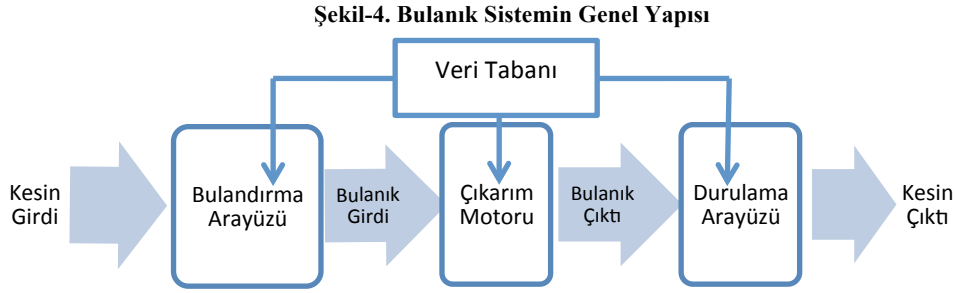 Şekil-4. Bulanık Sistemin Genel Yapısı
Veri Tabanı
Kesin
Girdi
Bulandırma
Arayüzü
Bulanık
Girdi
Çıkarım
Motoru
Bulanık
Çıktı
Durulama
Arayüzü
Kesin
Çıktı